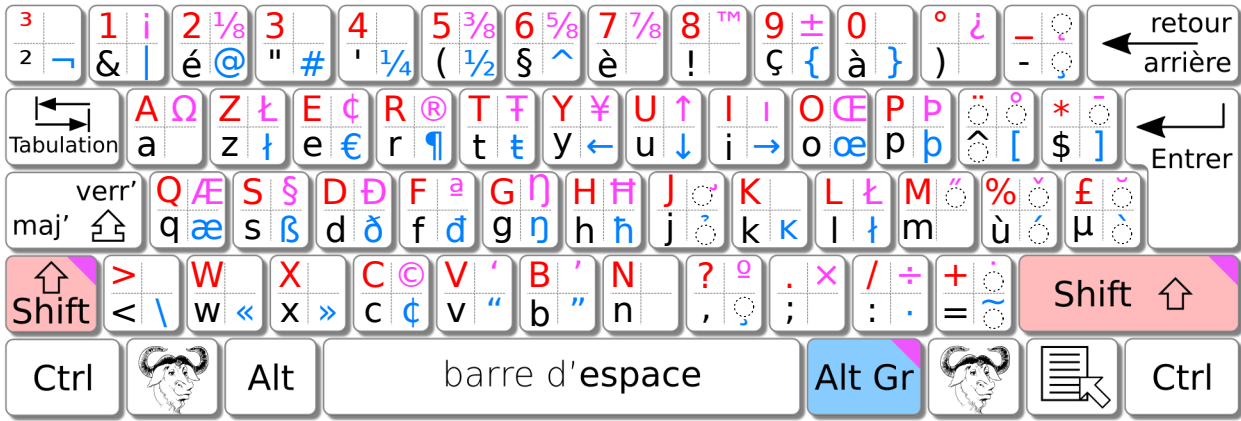 ³ 1 ¡ 2 ⅛ 3 4 5 ⅜ 6 ⅝ 7 ⅞ 8 ™ 9 ± 0 ° ¿ _ ˛ retour
² ¬ & | é @ " # ' ¼ ( ½ § ^ è ! ç { à } ) - ¸ arrière
A Ω Z Ł E ¢ R ® T Ŧ Y ¥ U ↑ I ı O Œ P Þ ¨ ˚ * ¯
Tabulation a z ł e € r ¶ t ŧ y ← u ↓ i → o œ p þ ^ [ $ ] Entrer
verr’ Q Æ S § D Ð F ª G Ŋ H Ħ J K L Ł M ˝ % ˇ £ ˘
maj’ q æ s ß d ð f đ g ŋ h ħ j k ĸ l ł m ù ´ µ `
> W X C © V ‘ B ’ N ? º . × / ÷ + ˙
Shift < \ w « x » c ¢ v “ b ” n , ¸ ; : · = ~ Shift
Ctrl Alt barre d’espace Alt Gr Ctrl